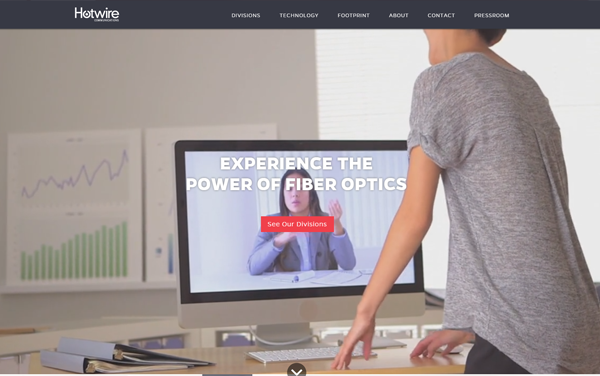 Hotwire
COMMUNICATIONS
DIVISIONS
TECHNOLOGY
FOOTPRINT
ABOUT
CONTACT
PRESSROOM
EXPERIENCE THE
POWER OF FIBER OPTICS
See Our Divisions